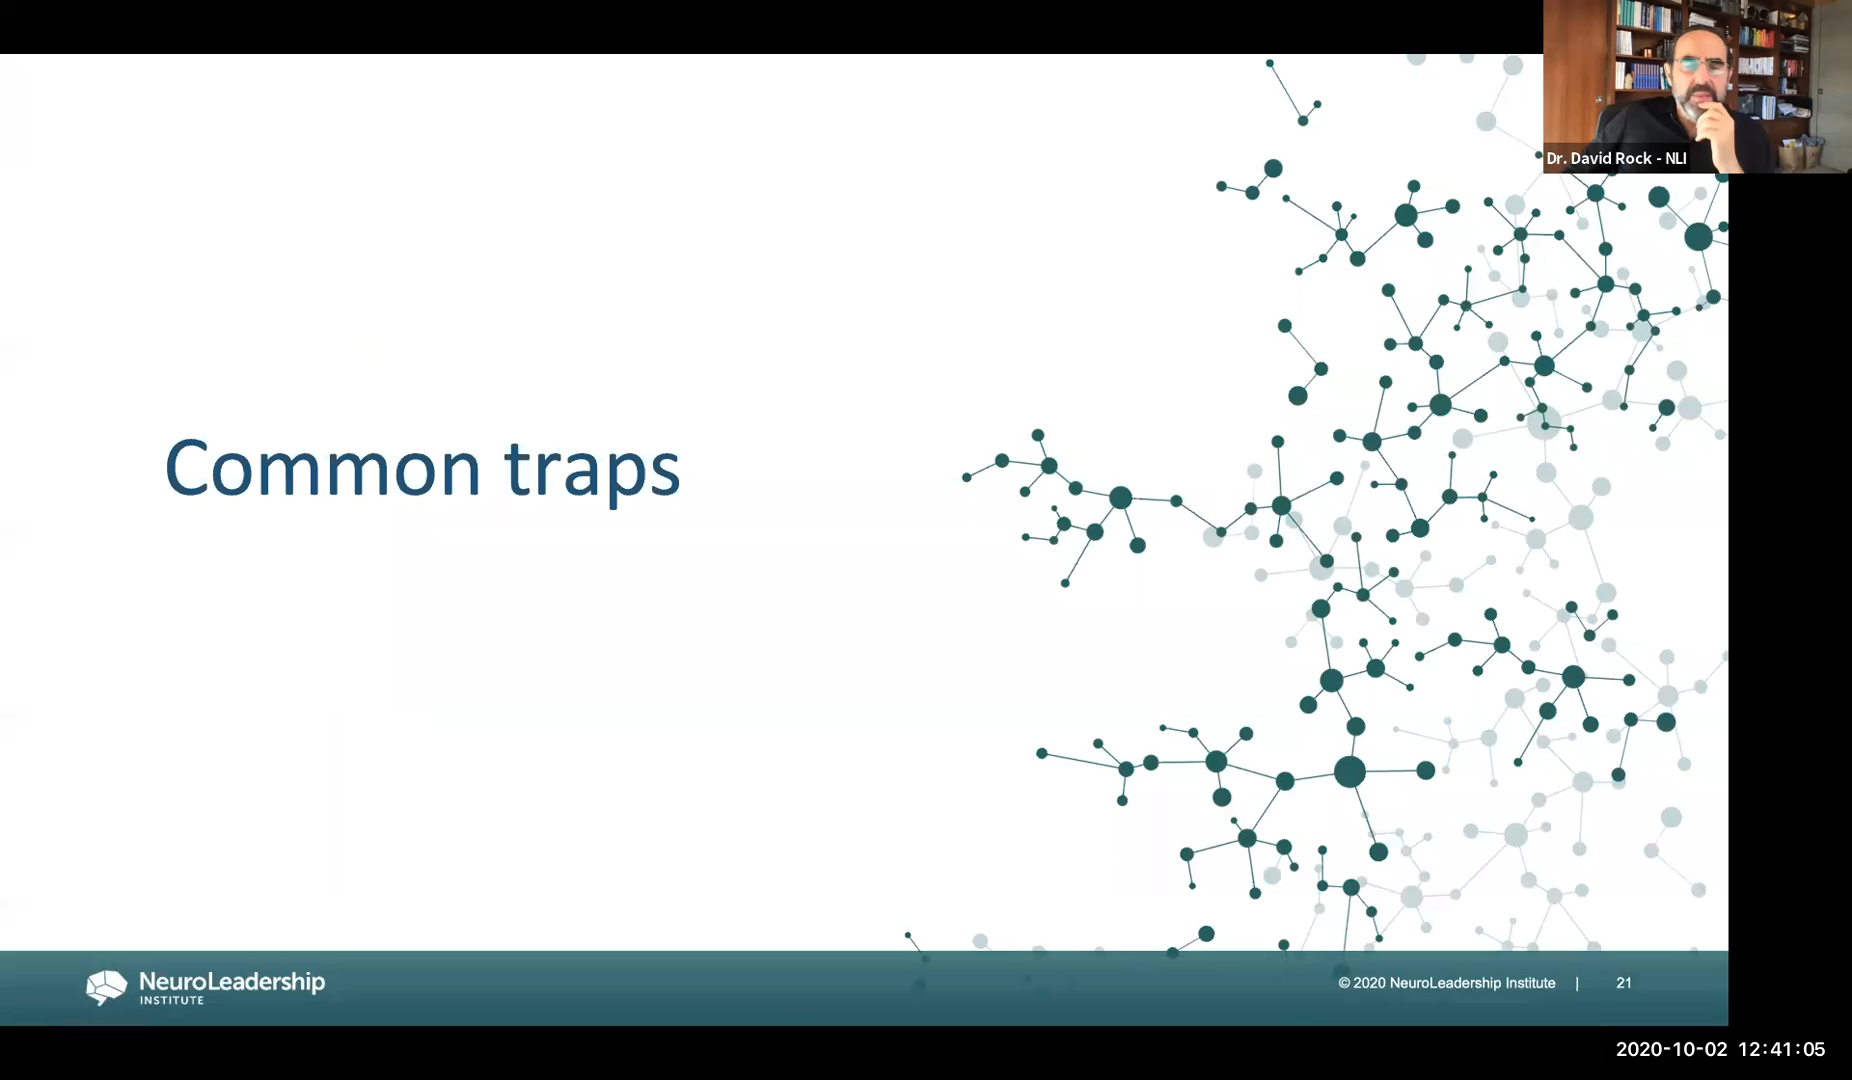 Dr. David Rock - NLI
Common traps
NeuroLeadership
INSTITUTE
© 2020 NeuroLeadership Institute | 21
2020-10-02 12:41:05